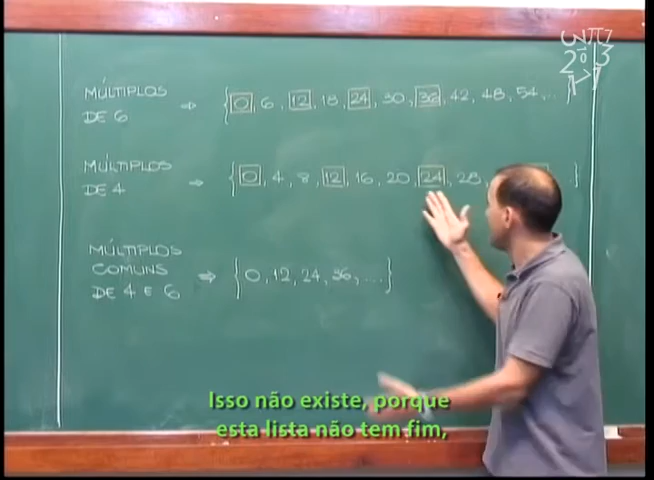 MÚLTIPLOS
DE 6 → {0, 6, 12, 18, 24, 30, 36, 42, 48, 54, ... }
MÚLTIPLOS
DE 4 → {0, 4, 8, 12, 16, 20, 24, 28, }
MÚLTIPLOS
COMUNS
DE 4 E 6 → {0, 12, 24, 36, ....}
Isso não existe, porque
esta lista não tem fim,